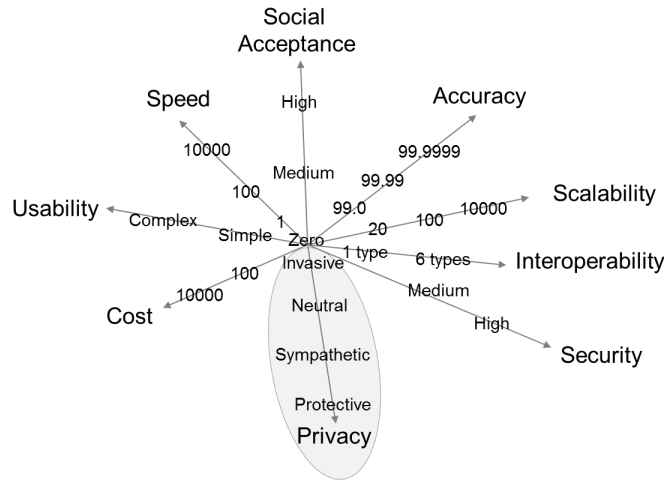 Social
Acceptance
Speed
Accuracy
High
10000
99.9999
Medium
99.99
100
Scalability
Usability
Complex
99.0
10000
1
20
100
Simple
Zero
1 type
6 types
Interoperability
Invasive
100
Medium
10000
Neutral
Cost
High
Sympathetic
Security
Protective
Privacy